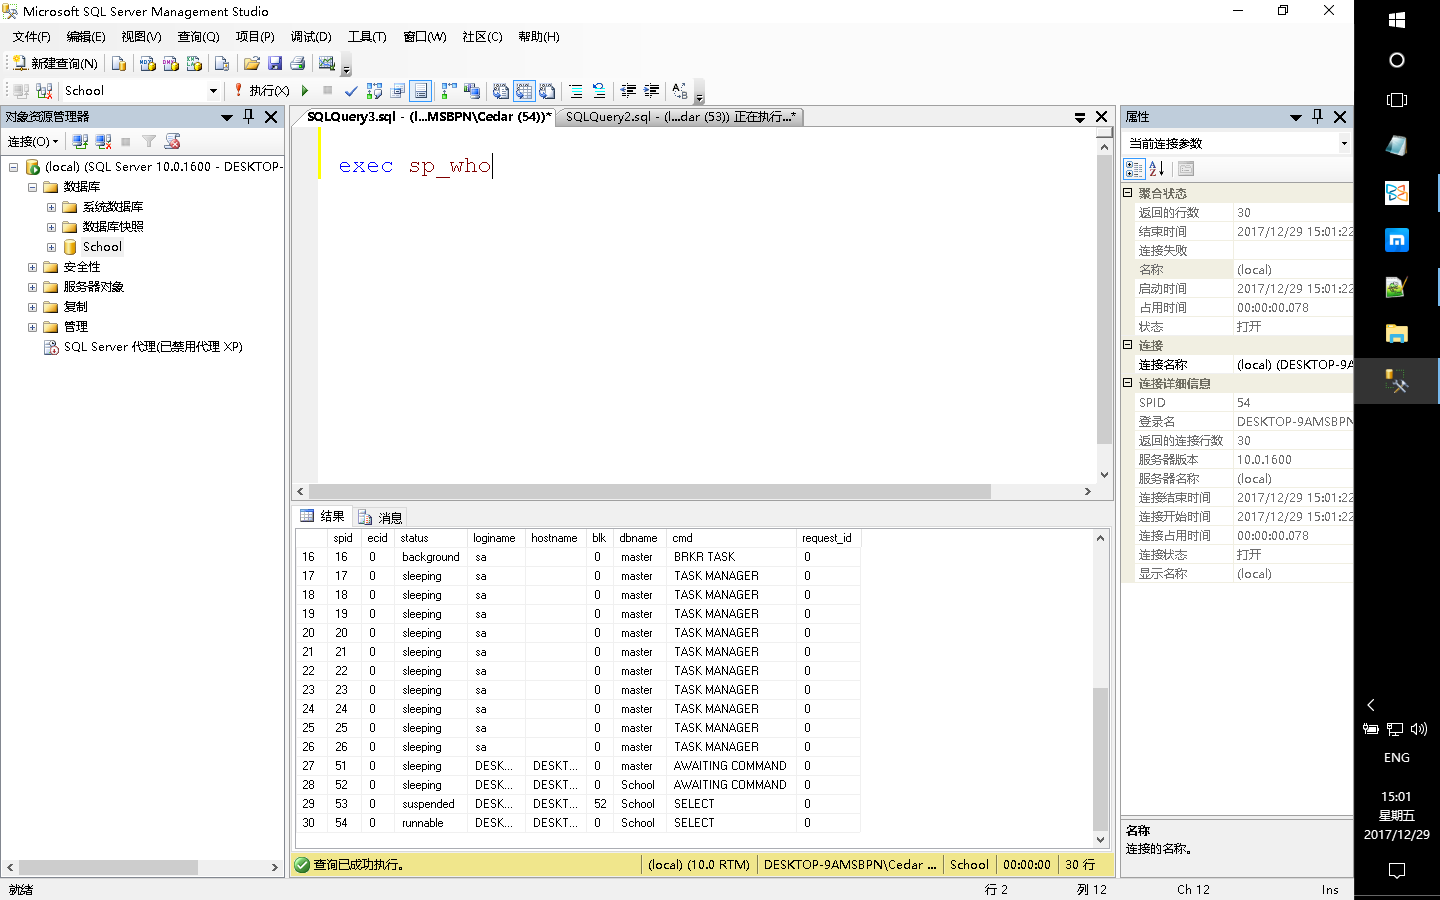 Microsoft SQL Server Management Studio
文件(F) 编辑(E) 视图(V) 查询(Q) 项目(P) 调试(D) 工具(T) 窗口(W) 社区(C) 帮助(H)
新建查询(N)
School 执行(X)
对象资源管理器
连接(O)
(local) (SQL Server 10.0.1600 - DESKTOP-
数据库
系统数据库
数据库快照
School
安全性
服务器对象
复制
管理
SQL Server 代理(已禁用代理 XP)
SQLQuery3.sql - (l...MSBPN\Cedar (54))* SQLQuery2.sql - (l...dar (53)) 正在执行...*
exec sp_who
结果 消息
spid ecid status loginame hostname blk dbname cmd request_id
16 16 0 background sa 0 master BRKR TASK 0
17 17 0 sleeping sa 0 master TASK MANAGER 0
18 18 0 sleeping sa 0 master TASK MANAGER 0
19 19 0 sleeping sa 0 master TASK MANAGER 0
20 20 0 sleeping sa 0 master TASK MANAGER 0
21 21 0 sleeping sa 0 master TASK MANAGER 0
22 22 0 sleeping sa 0 master TASK MANAGER 0
23 23 0 sleeping sa 0 master TASK MANAGER 0
24 24 0 sleeping sa 0 master TASK MANAGER 0
25 25 0 sleeping sa 0 master TASK MANAGER 0
26 26 0 sleeping sa 0 master TASK MANAGER 0
27 51 0 sleeping DESK... DESKT... 0 master AWAITING COMMAND 0
28 52 0 sleeping DESK... DESKT... 0 School AWAITING COMMAND 0
29 53 0 suspended DESK... DESKT... 52 School SELECT 0
30 54 0 runnable DESK... DESKT... 0 School SELECT 0
查询已成功执行。 (local) (10.0 RTM) DESKTOP-9AMSBPN\Cedar ... School 00:00:00 30 行
属性
当前连接参数
聚合状态
返回的行数 30
结束时间 2017/12/29 15:01:22
连接失败
名称 (local)
启动时间 2017/12/29 15:01:22
占用时间 00:00:00.078
状态 打开
连接
连接名称 (local) (DESKTOP-9A
连接详细信息
SPID 54
登录名 DESKTOP-9AMSBPN
返回的连接行数 30
服务器版本 10.0.1600
服务器名称 (local)
连接结束时间 2017/12/29 15:01:22
连接开始时间 2017/12/29 15:01:22
连接占用时间 00:00:00.078
连接状态 打开
显示名称 (local)
名称
连接的名称。
就绪 行 2 列 12 Ch 12 Ins
ENG
15:01
星期五
2017/12/29